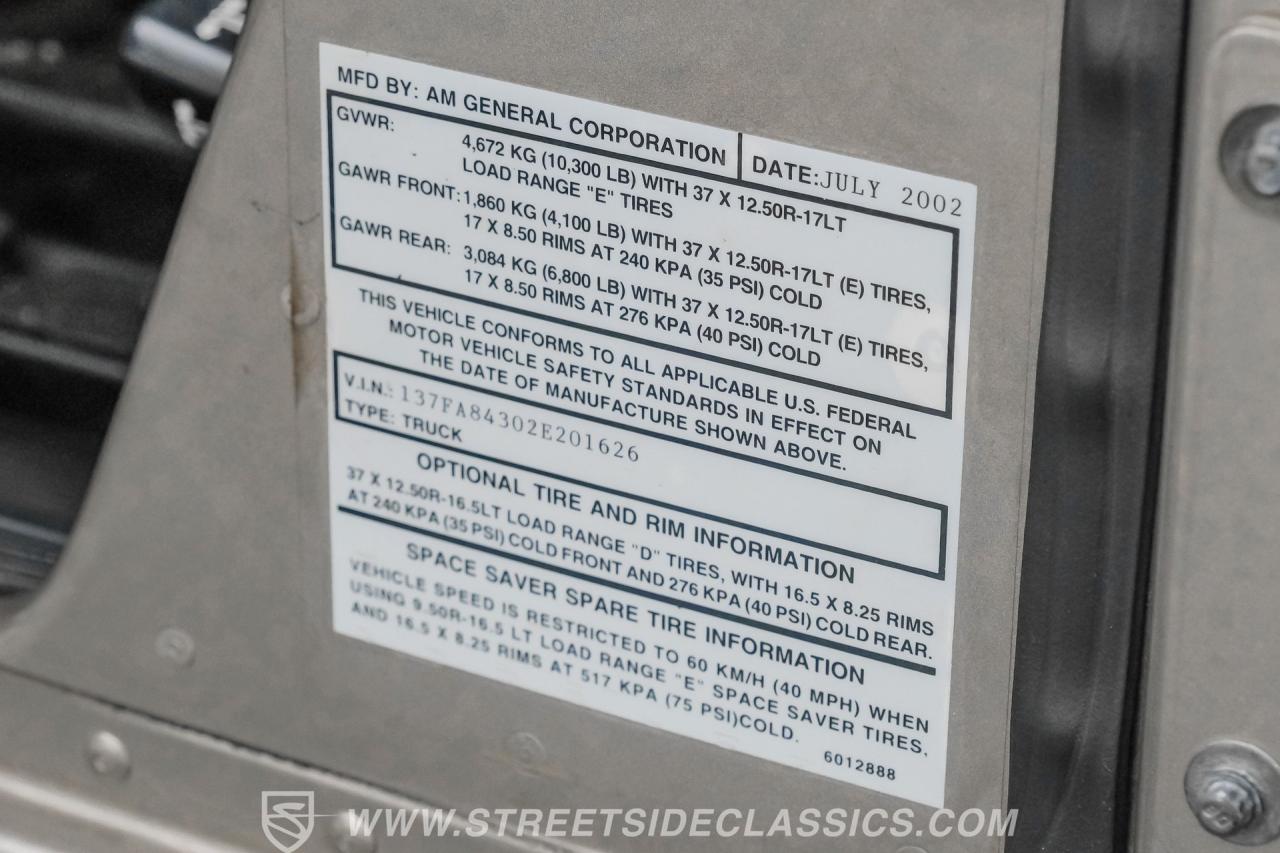 MFD BY: AM GENERAL CORPORATION DATE: JULY 2002
GVWR: 4,672 KG (10,300 LB) WITH 37 X 12.50R-17LT
LOAD RANGE "E" TIRES
GAWR FRONT: 1,860 KG (4,100 LB) WITH 37 X 12.50R-17LT (E) TIRES,
17 X 8.50 RIMS AT 240 KPA (35 PSI) COLD
GAWR REAR: 3,084 KG (6,800 LB) WITH 37 X 12.50R-17LT (E) TIRES,
17 X 8.50 RIMS AT 276 KPA (40 PSI) COLD
THIS VEHICLE CONFORMS TO ALL APPLICABLE U.S. FEDERAL
MOTOR VEHICLE SAFETY STANDARDS IN EFFECT ON
THE DATE OF MANUFACTURE SHOWN ABOVE.
V.I.N.: 137FA84302E201626
TYPE: TRUCK
OPTIONAL TIRE AND RIM INFORMATION
37 X 12.50R-16.5LT LOAD RANGE "D" TIRES, WITH 16.5 X 8.25 RIMS
AT 240 KPA (35 PSI) COLD FRONT AND 276 KPA (40 PSI) COLD REAR.
SPACE SAVER SPARE TIRE INFORMATION
VEHICLE SPEED IS RESTRICTED TO 60 KM/H (40 MPH) WHEN
USING 9.50R-16.5 LT LOAD RANGE "E" SPACE SAVER TIRES,
AND 16.5 X 8.25 RIMS AT 517 KPA (75 PSI)COLD.
6012888
WWW.STREETSIDECLASSICS.COM